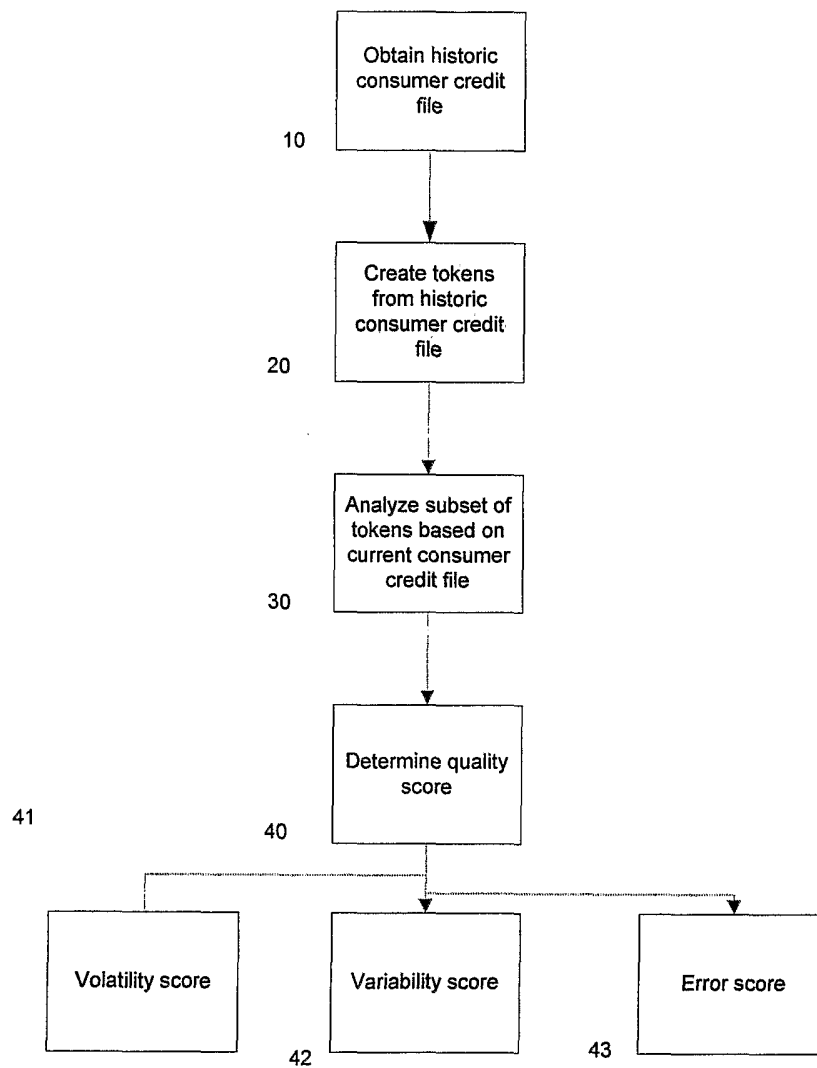 Obtain historic
consumer credit
file
10
Create tokens
from historic
consumer credit
file
20
Analyze subset of
tokens based on
current consumer
credit file
30
Determine quality
score
41
40
Volatility score
Variability score
Error score
42
43